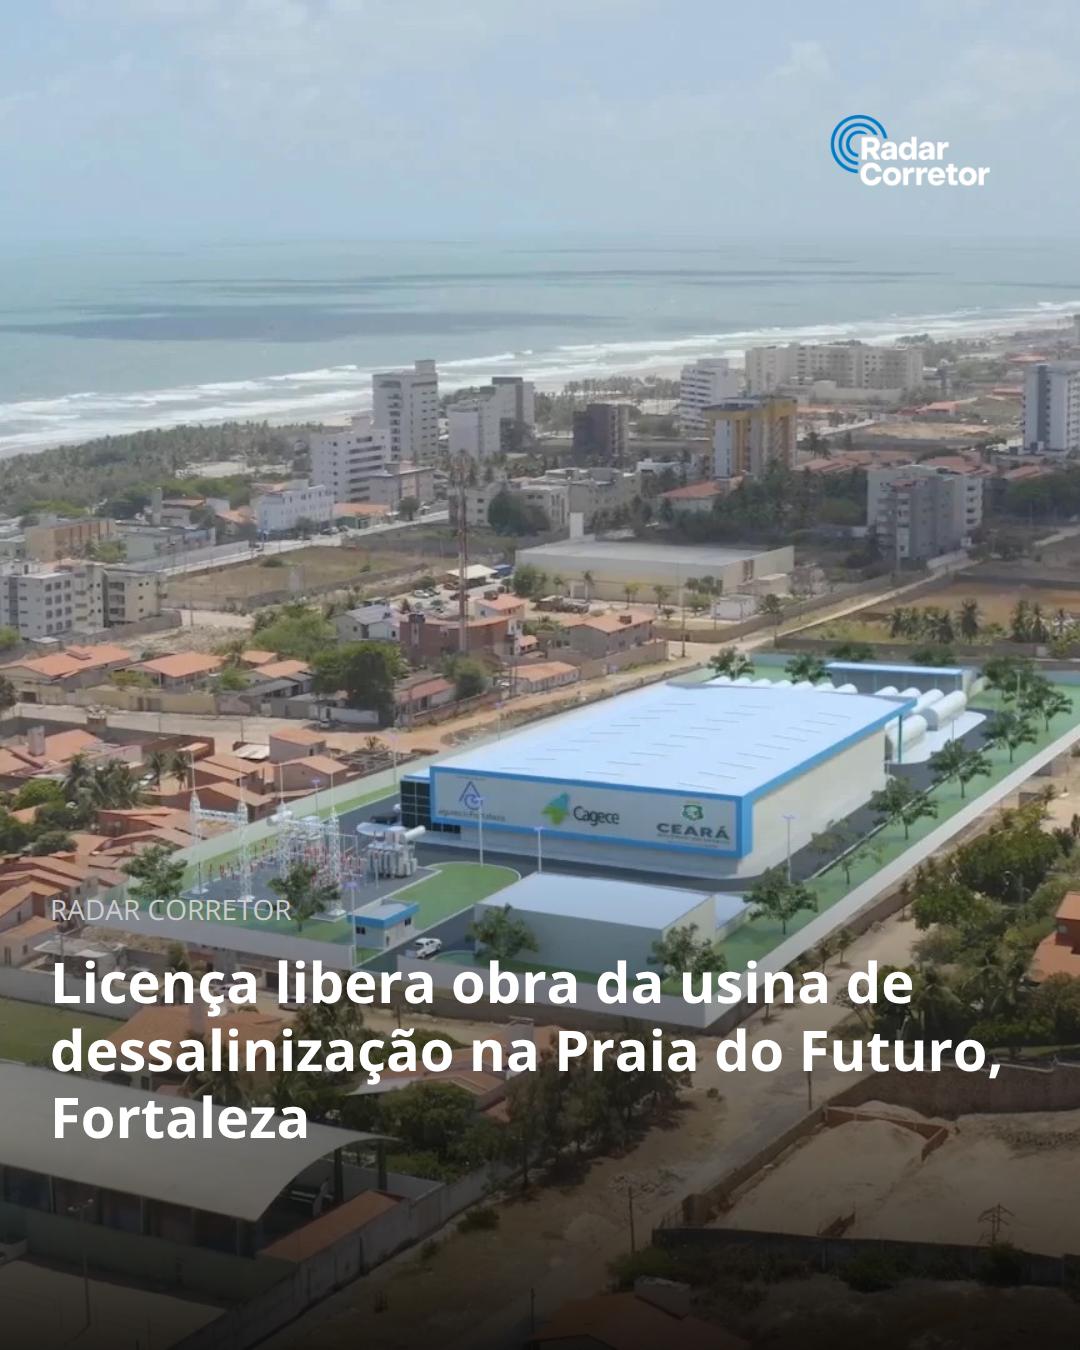 Radar
Corretor
Cagece
CEARÁ
RADAR CORRETOR
Licença libera obra da usina de
dessalinização na Praia do Futuro,
Fortaleza